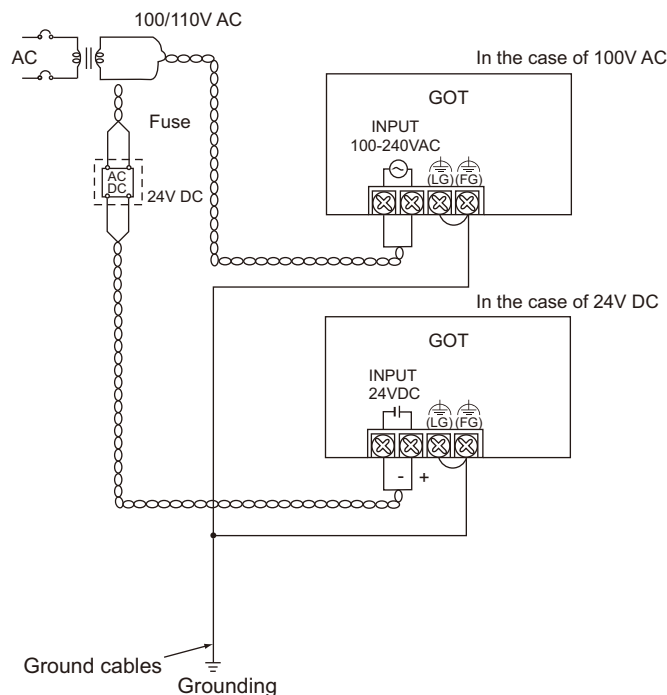 100/110V AC
AC
In the case of 100V AC
GOT
Fuse
INPUT
100-240VAC
AC
DC
24V DC
(LG) (FG)
In the case of 24V DC
GOT
INPUT
24VDC
(LG) (FG)
- +
Ground cables
Grounding